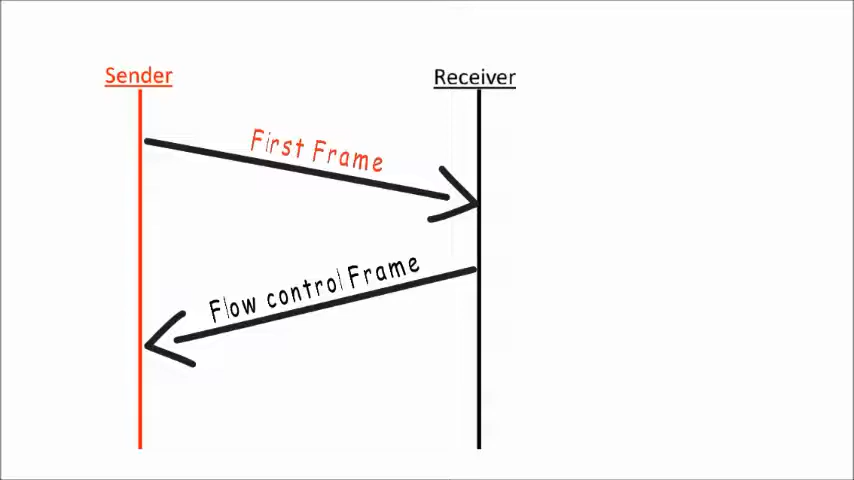 Sender
Receiver
First Frame
Flow control Frame